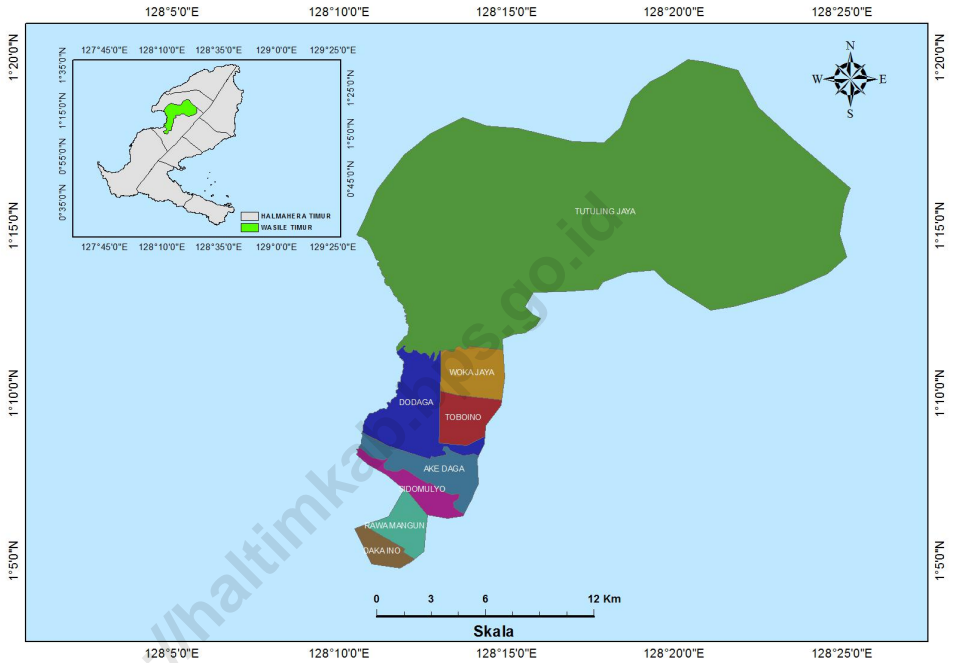 128°5'0"E 128°10'0"E 128°15'0"E 128°20'0"E 128°25'0"E
1°20'0"N
1°15'0"N
1°10'0"N
1°5'0"N
127°45'0"E 128°10'0"E 128°35'0"E 129°0'0"E 129°25'0"E
1°35'0"N
1°15'0"N
0°55'0"N
0°35'0"N
1°25'0"N
1°5'0"N
0°45'0"N
HALMAHERA TIMUR
WASILE TIMUR
127°45'0"E 128°10'0"E 128°35'0"E 129°0'0"E 129°25'0"E
N
W E
S
1°20'0"N
1°15'0"N
1°10'0"N
1°5'0"N
TUTULING JAYA
WOKA JAYA
DODAGA
TOBOINO
AKE DAGA
SIDOMULYO
RAWA MANGUN
DAKA INO
0 3 6 12 Km
Skala
128°5'0"E 128°10'0"E 128°15'0"E 128°20'0"E 128°25'0"E
//haltimkab.bps.go.id